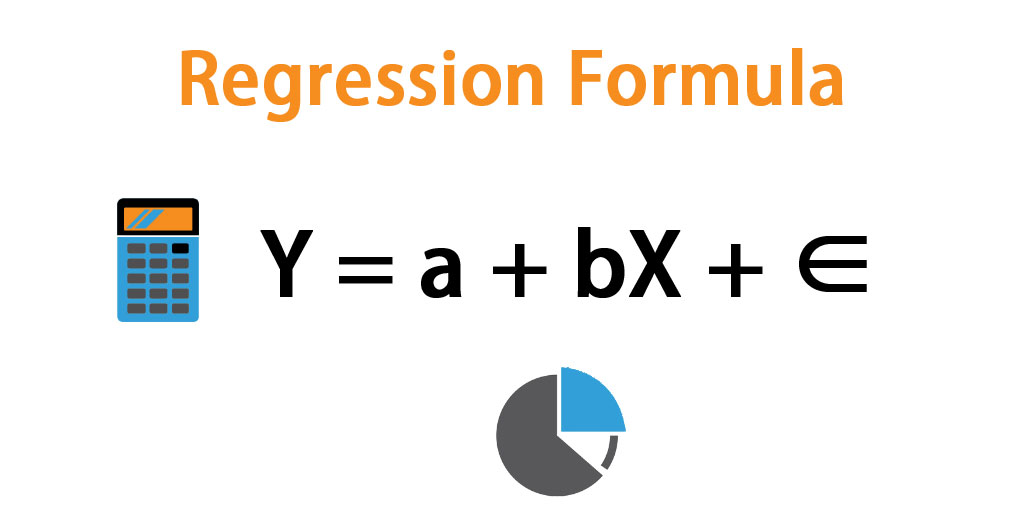 Regression Formula
Y = a + bX + ∈